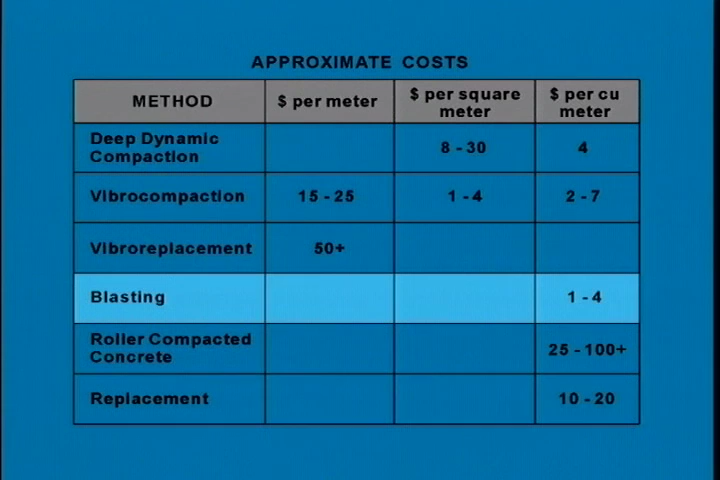 APPROXIMATE COSTS
METHOD
$ per meter
$ per square
meter
$ per cu
meter
Deep Dynamic
Compaction
8 - 30
4
Vibrocompaction
15 - 25
1 - 4
2 - 7
Vibroreplacement
50+
Blasting
1 - 4
Roller Compacted
Concrete
25 - 100+
Replacement
10 - 20